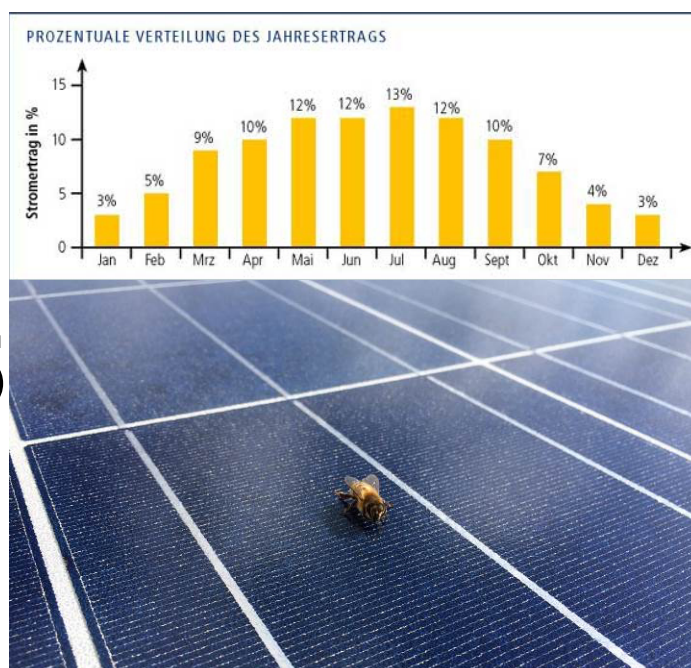 PROZENTUALE VERTEILUNG DES JAHRESERTRAGS
Stromertrag in %
15
10
5
0
3%
5%
9%
10%
12%
12%
13%
12%
10%
7%
4%
3%
Jan
Feb
Mrz
Apr
Mai
Jun
Jul
Aug
Sept
Okt
Nov
Dez